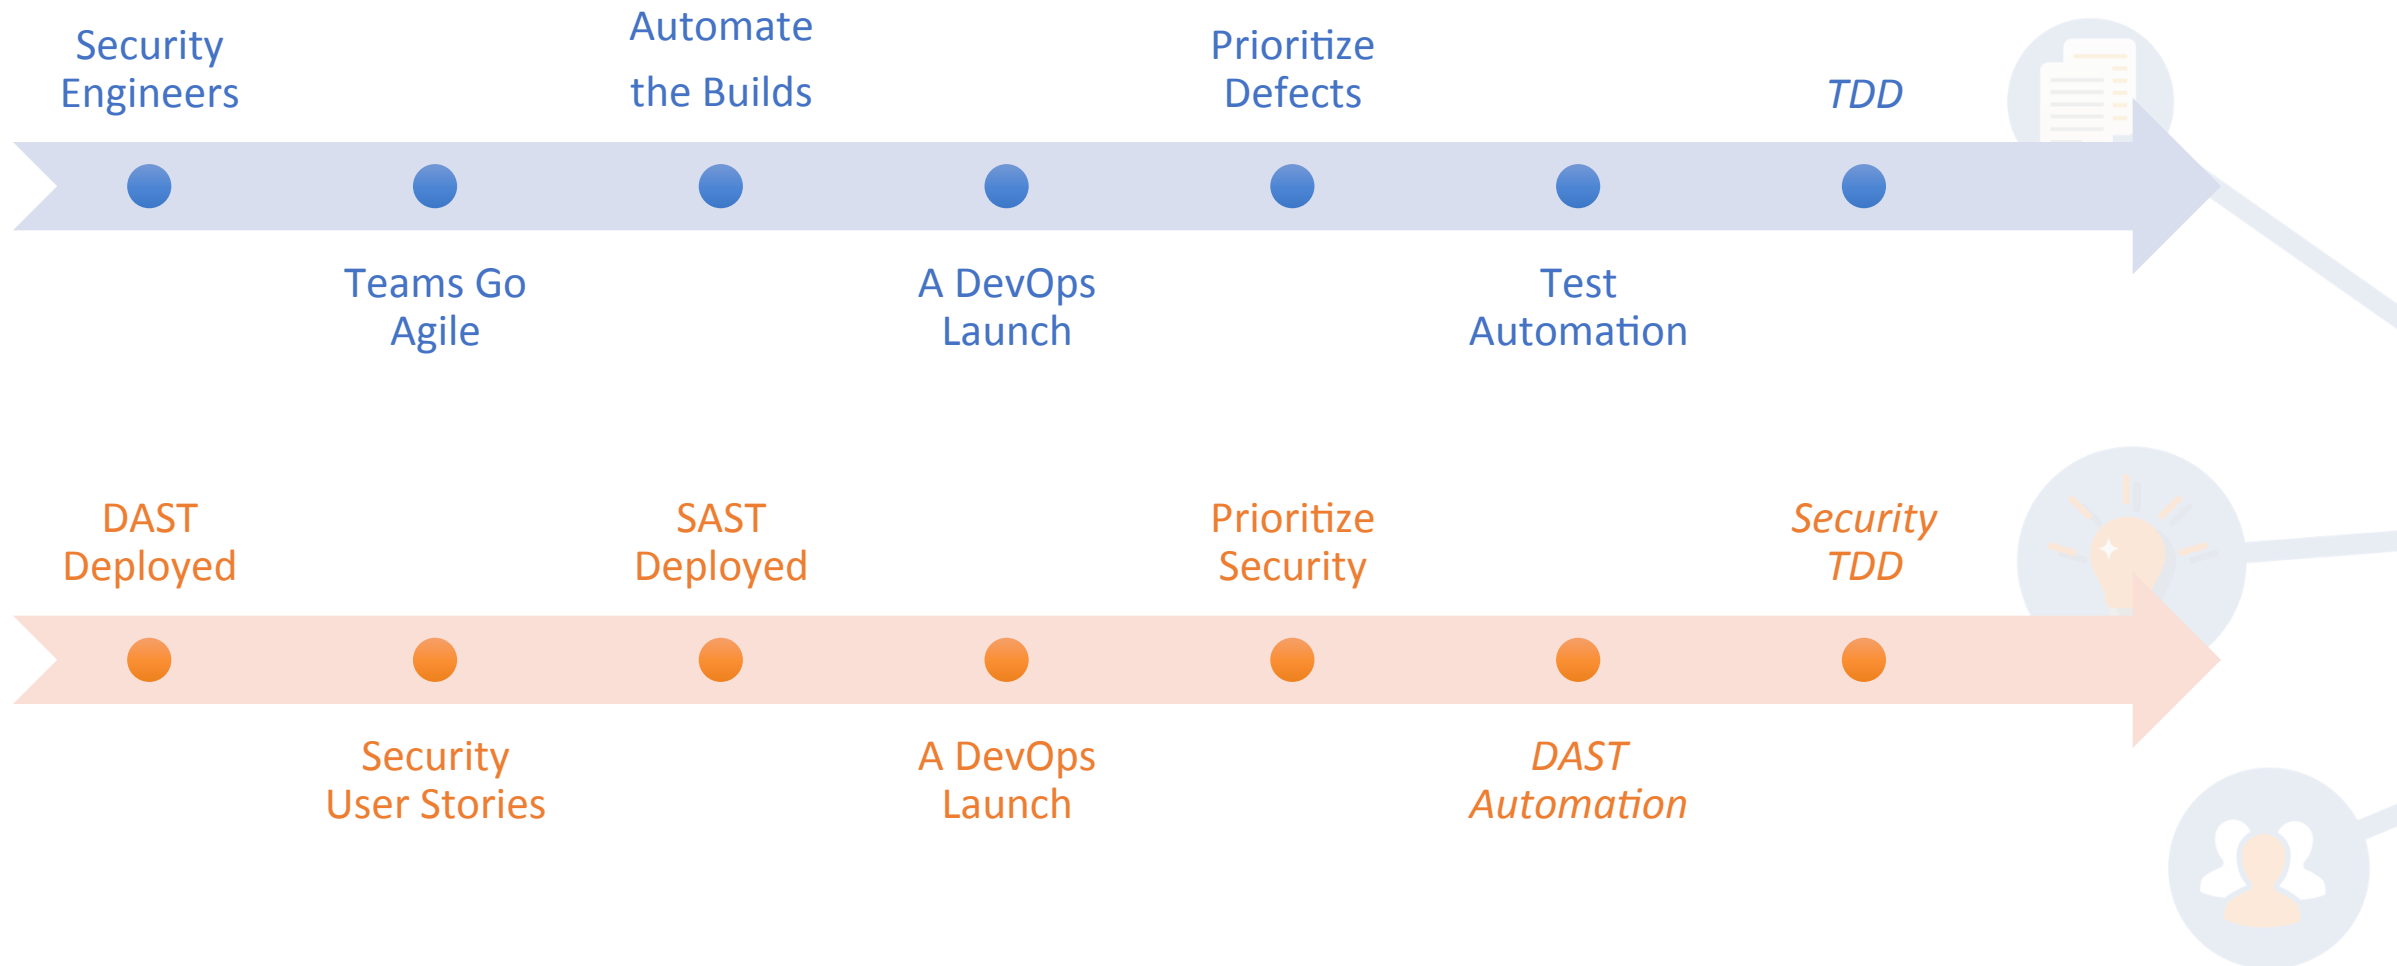 Security
Engineers
Automate
the Builds
Prioritize
Defects
TDD
Teams Go
Agile
A DevOps
Launch
Test
Automation
DAST
Deployed
SAST
Deployed
Prioritize
Security
Security
TDD
Security
User Stories
A DevOps
Launch
DAST
Automation